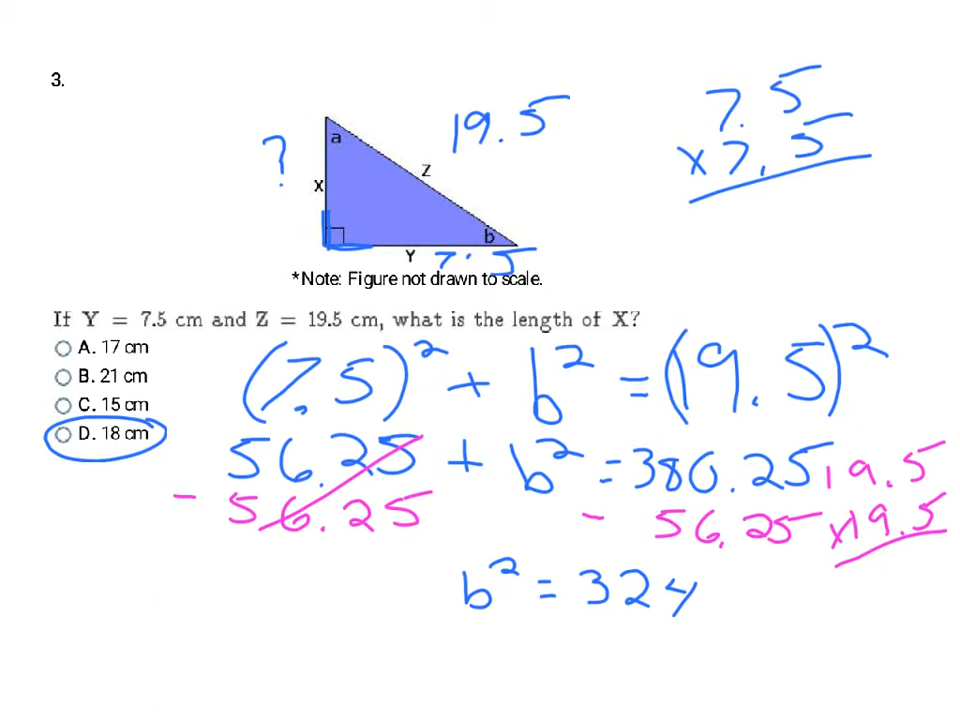 3.
19.5
7.5
x7.5
?
a
Z
X
b
Y 7.5
*Note: Figure not drawn to scale.
If Y = 7.5 cm and Z = 19.5 cm, what is the length of X?
A. 17 cm
B. 21 cm
C. 15 cm
D. 18 cm
(7.5)² + b² = (19.5)²
56.25 + b² = 380.25
- 56.25 - 56.25
19.5
x19.5
b² = 324